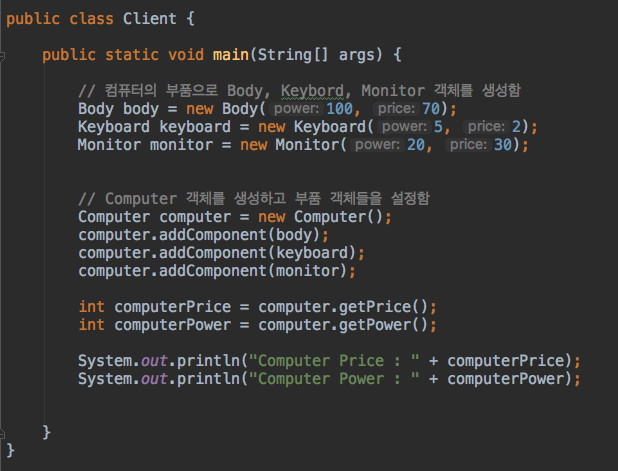 public class Client {
public static void main(String[] args) {
// 컴퓨터의 부품으로 Body, Keybord, Monitor 객체를 생성함
Body body = new Body( power: 100, price: 70);
Keyboard keyboard = new Keyboard( power: 5, price: 2);
Monitor monitor = new Monitor( power: 20, price: 30);
// Computer 객체를 생성하고 부품 객체들을 설정함
Computer computer = new Computer();
computer.addComponent(body);
computer.addComponent(keyboard);
computer.addComponent(monitor);
int computerPrice = computer.getPrice();
int computerPower = computer.getPower();
System.out.println("Computer Price : " + computerPrice);
System.out.println("Computer Power : " + computerPower);
}
}